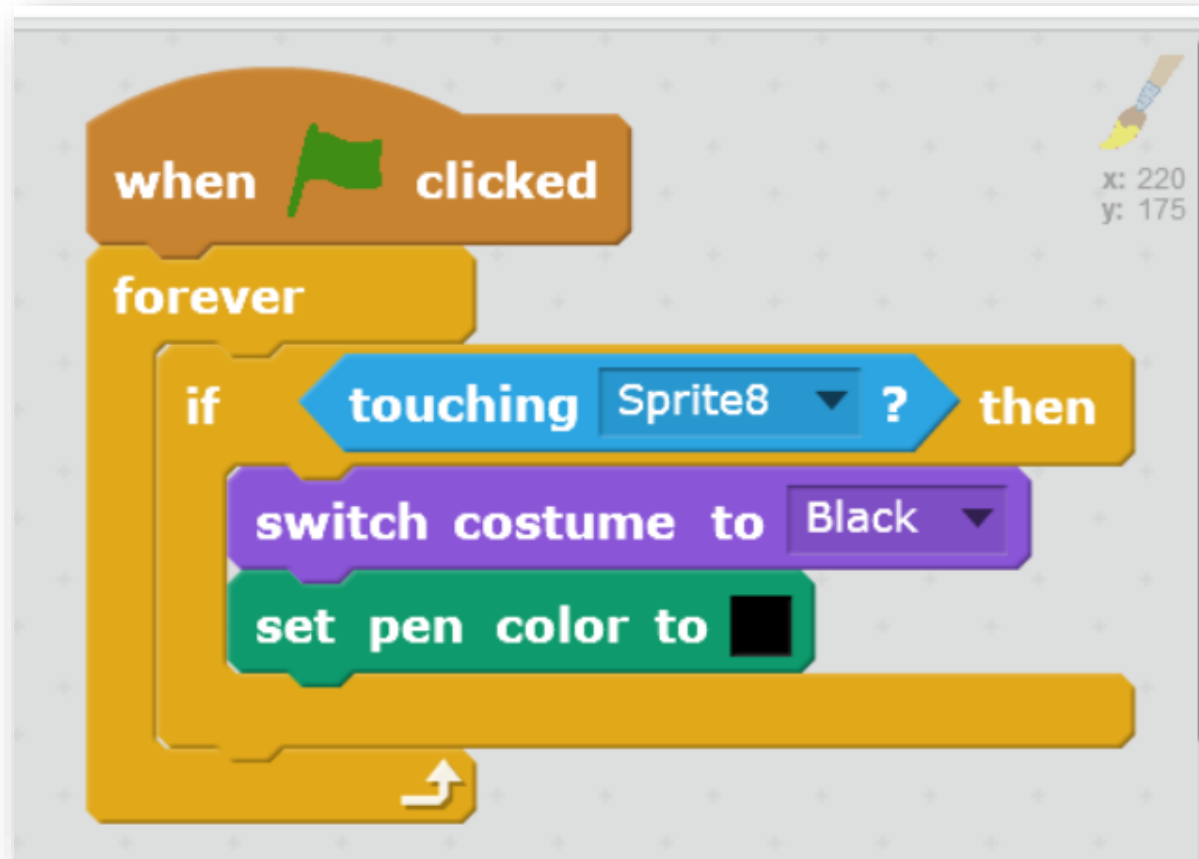 when clicked
x: 220
y: 175
forever
if touching Sprite8 ? then
switch costume to Black
set pen color to